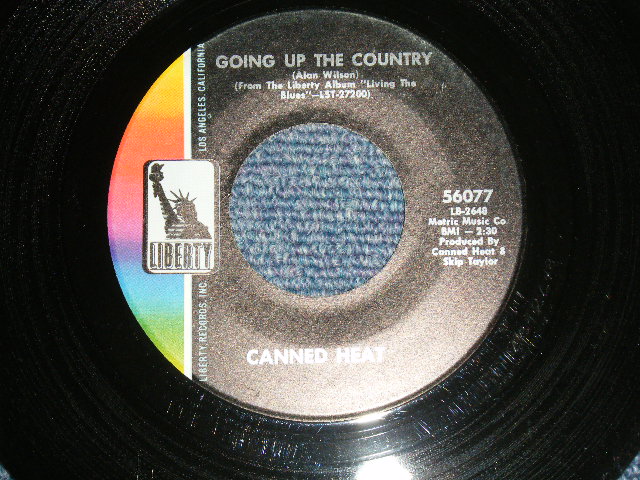 GOING UP THE COUNTRY
(Alan Wilson)
(From The Liberty Album "Living The
Blues"—LST-27200)
LOS ANGELES, CALIFORNIA
LIBERTY
LIBERTY RECORDS, INC.
56077
LB-2648
Metric Music Co
BMI — 2:30
Produced By
Canned Heat &
Skip Taylor
CANNED HEAT